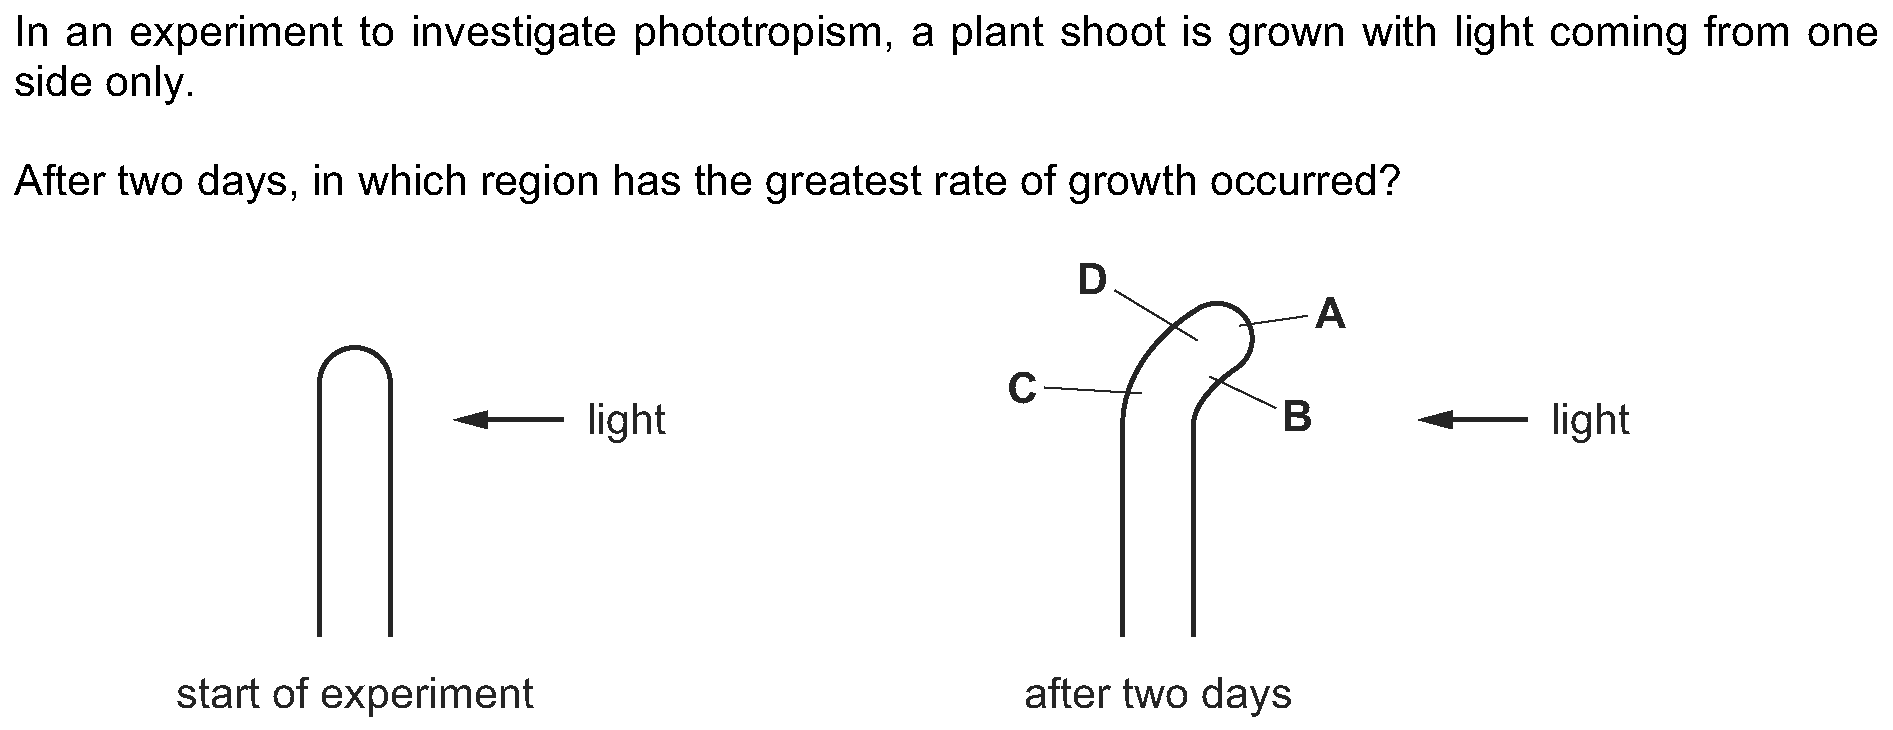 In an experiment to investigate phototropism, a plant shoot is grown with light coming from one
side only.
After two days, in which region has the greatest rate of growth occurred?
D
A
C
B
light
light
start of experiment
after two days